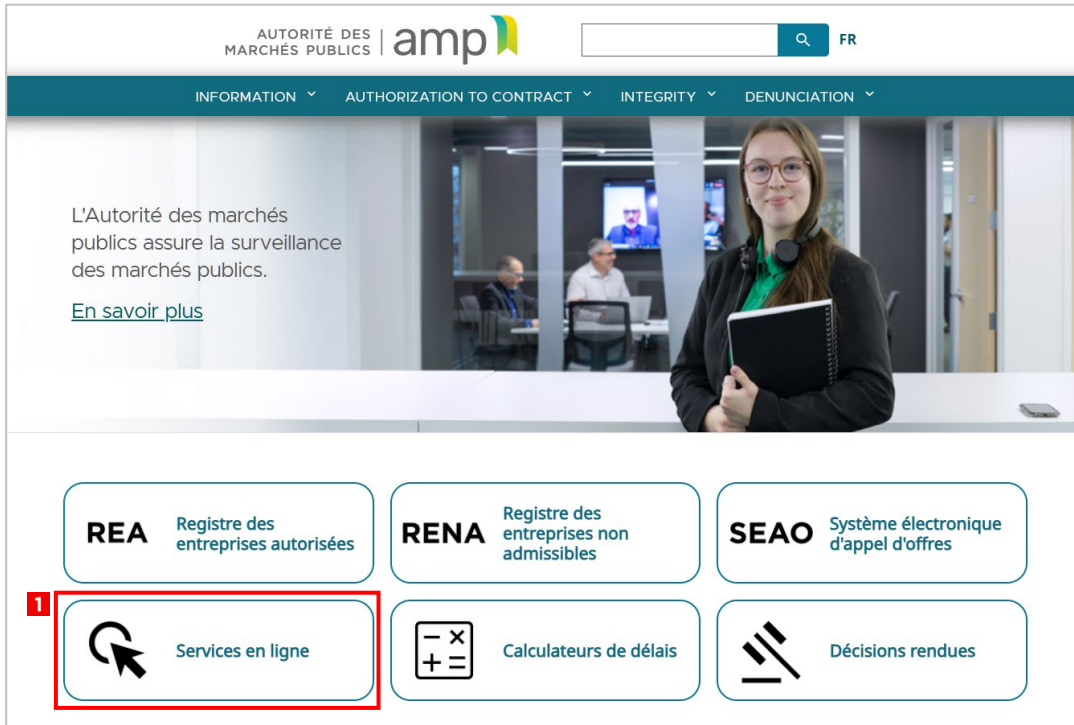 AUTORITÉ DES
MARCHÉS PUBLICS
amp
FR
INFORMATION
AUTHORIZATION TO CONTRACT
INTEGRITY
DENUNCIATION
L'Autorité des marchés
publics assure la surveillance
des marchés publics.
En savoir plus
REA
Registre des
entreprises autorisées
RENA
Registre des
entreprises non
admissibles
SEAO
Système électronique
d'appel d'offres
1
Services en ligne
Calculateurs de délais
Décisions rendues